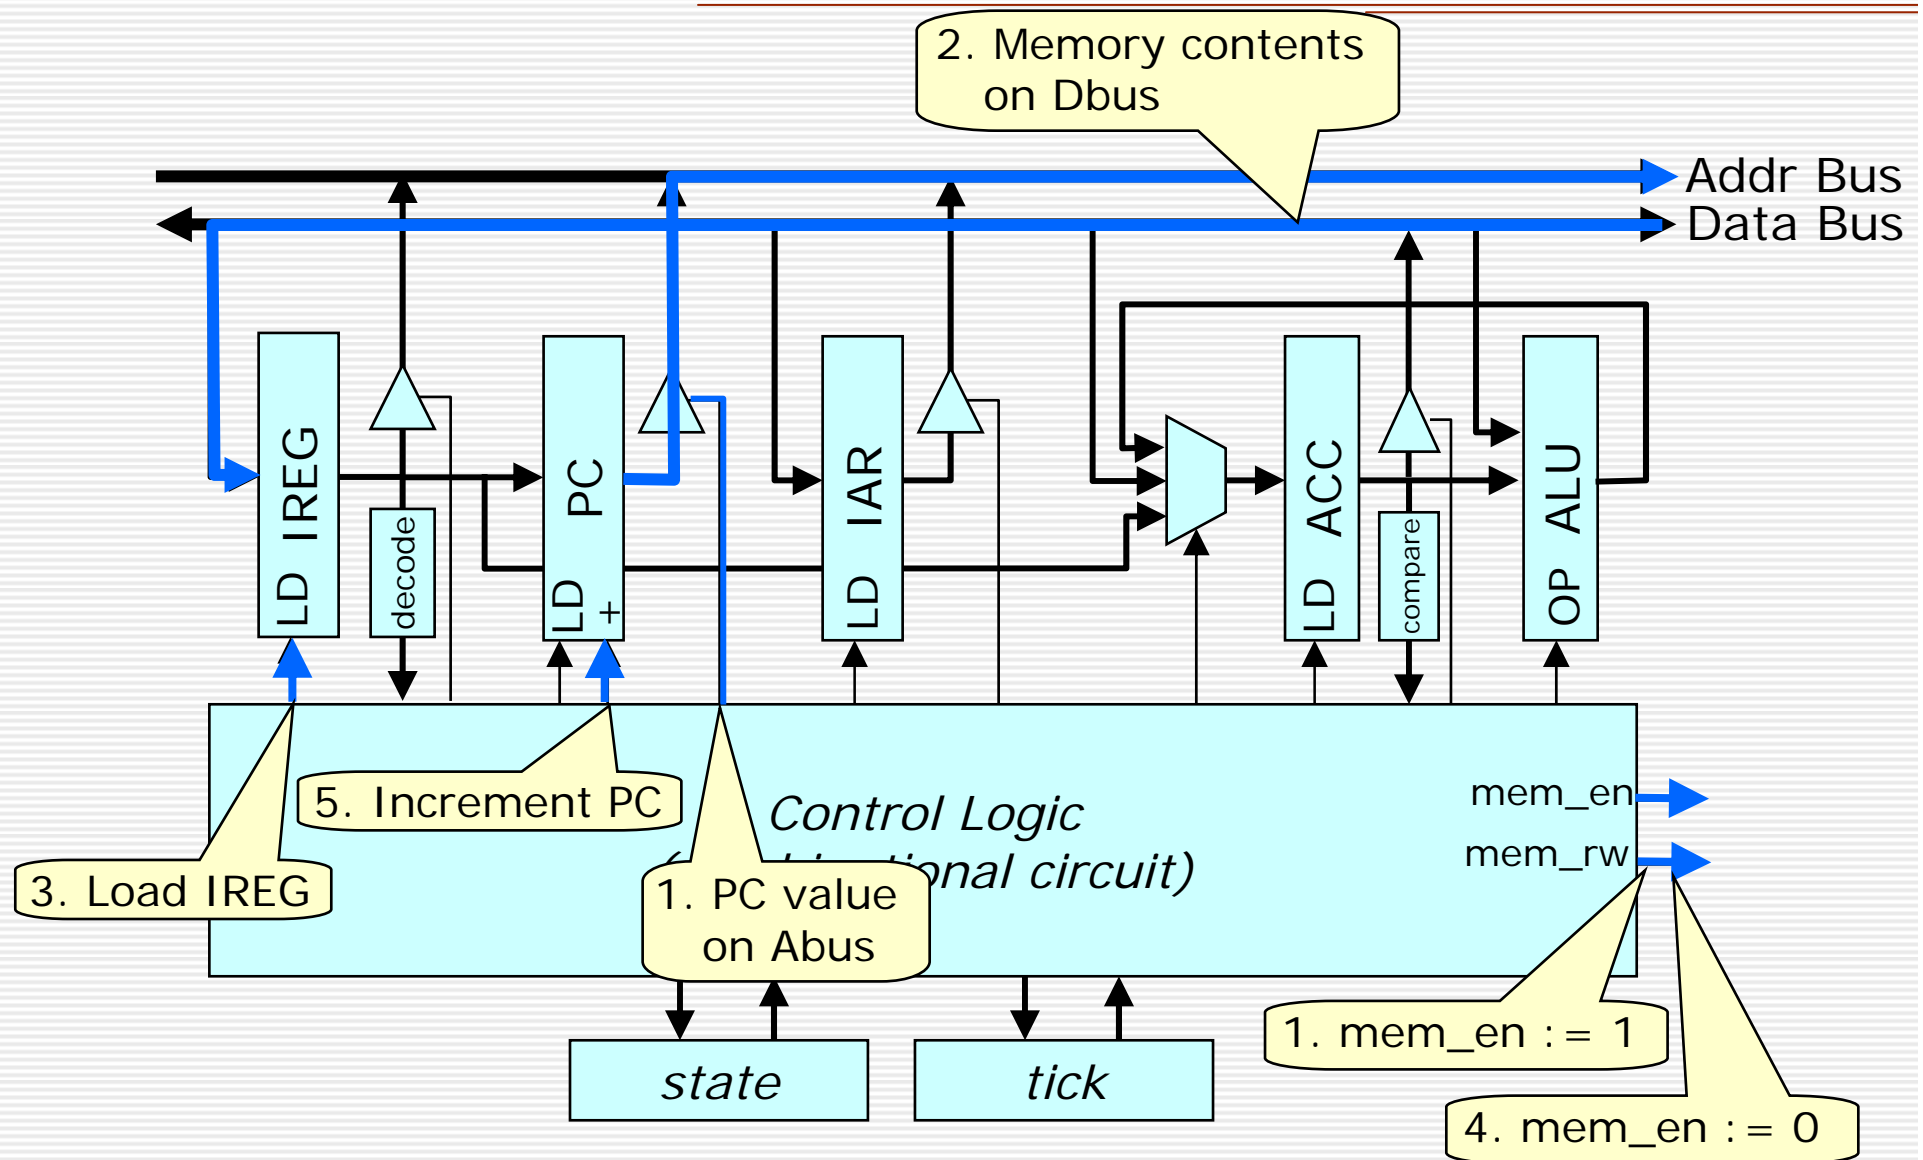 2. Memory contents
on Dbus
Addr Bus
Data Bus
LD IREG
decode
LD PC
+
LD IAR
LD ACC
compare
OP ALU
mem_en
mem_rw
Control Logic
onal circuit)
5. Increment PC
3. Load IREG
1. PC value
on Abus
1. mem_en := 1
4. mem_en := 0
state
tick